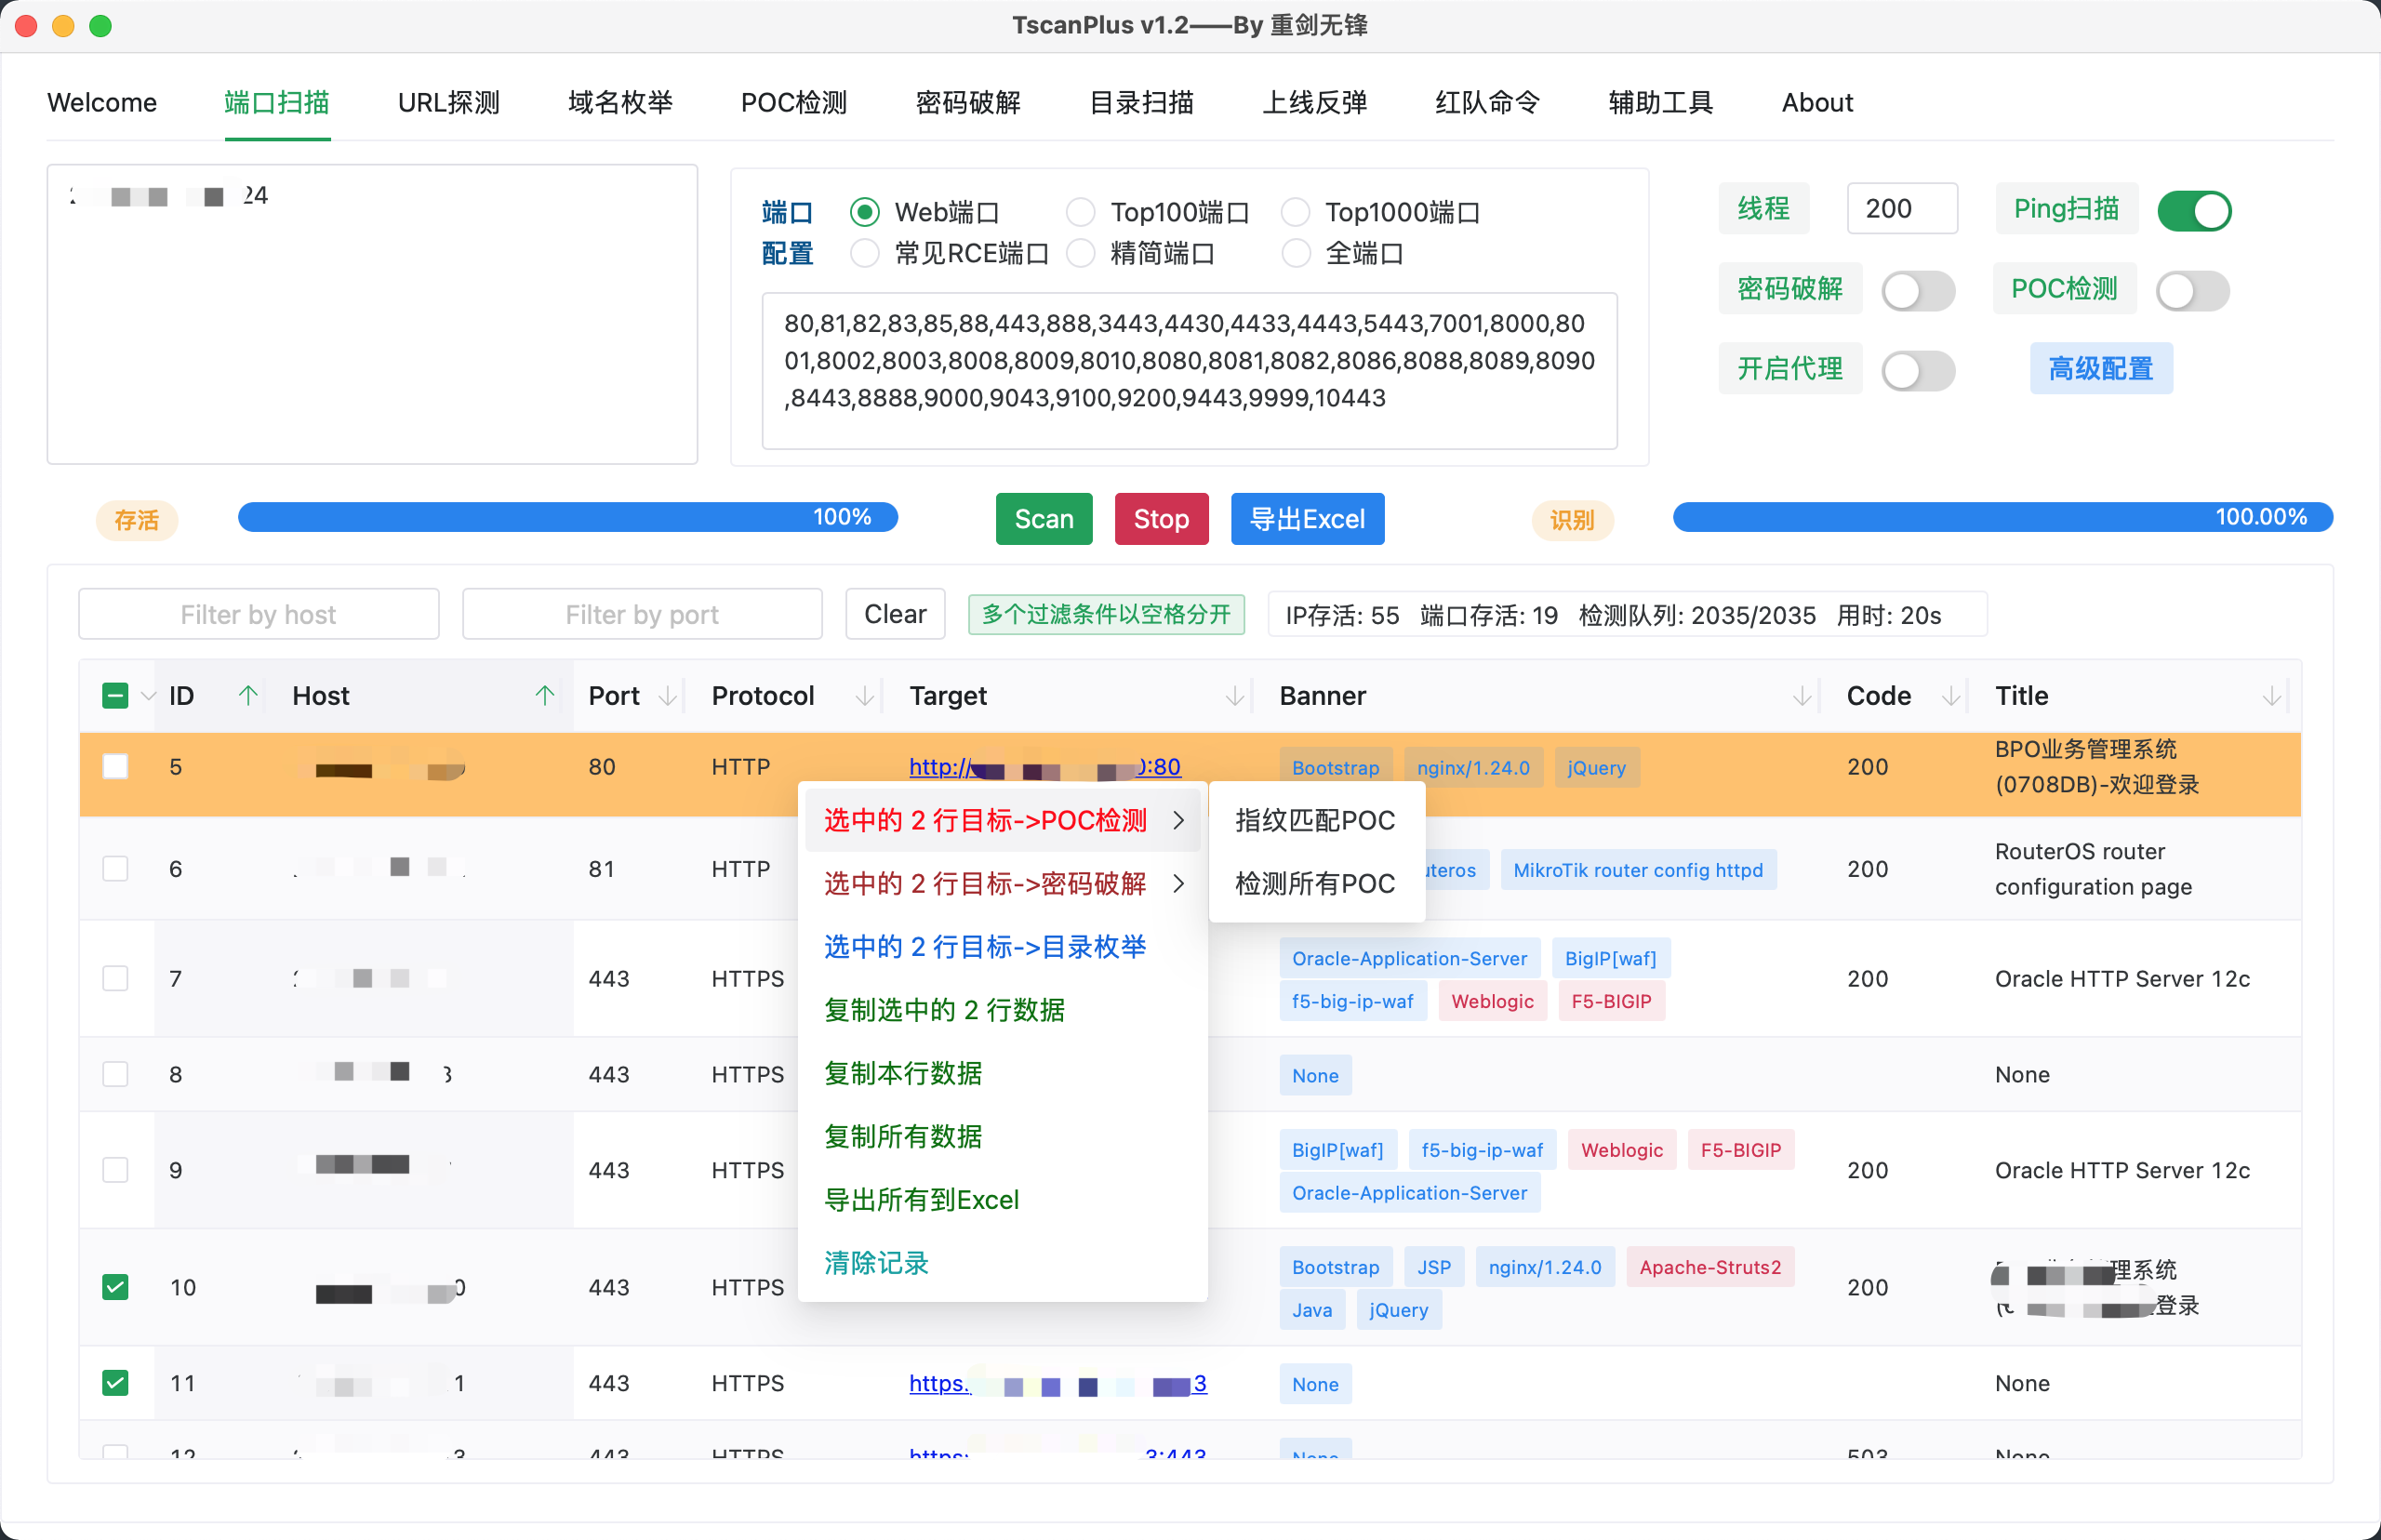 TscanPlus v1.2——By 重剑无锋
Welcome 端口扫描 URL探测 域名枚举 POC检测 密码破解 目录扫描 上线反弹 红队命令 辅助工具 About
24
端口 Web端口 Top100端口 Top1000端口
配置 常见RCE端口 精简端口 全端口
80,81,82,83,85,88,443,888,3443,4430,4433,4443,5443,7001,8000,80
01,8002,8003,8008,8009,8010,8080,8081,8082,8086,8088,8089,8090
,8443,8888,9000,9043,9100,9200,9443,9999,10443
线程 200 Ping扫描
密码破解 POC检测
开启代理 高级配置
存活 100% Scan Stop 导出Excel 识别 100.00%
Filter by host Filter by port Clear 多个过滤条件以空格分开 IP存活: 55 端口存活: 19 检测队列: 2035/2035 用时: 20s
ID Host Port Protocol Target Banner Code Title
5 80 HTTP http:// :80 Bootstrap nginx/1.24.0 jQuery 200 BPO业务管理系统
(0708DB)-欢迎登录
选中的 2 行目标->POC检测
选中的 2 行目标->密码破解
选中的 2 行目标->目录枚举
复制选中的 2 行数据
复制本行数据
复制所有数据
导出所有到Excel
清除记录
指纹匹配POC
检测所有POC
6 81 HTTP uteros MikroTik router config httpd 200 RouterOS router
configuration page
7 443 HTTPS Oracle-Application-Server BigIP[waf] 200 Oracle HTTP Server 12c
f5-big-ip-waf Weblogic F5-BIGIP
8 3 443 HTTPS None None
9 443 HTTPS BigIP[waf] f5-big-ip-waf Weblogic F5-BIGIP 200 Oracle HTTP Server 12c
Oracle-Application-Server
10 0 443 HTTPS Bootstrap JSP nginx/1.24.0 Apache-Struts2 200 理系统
Java jQuery 登录
11 1 443 HTTPS https: 3 None None
12 3 443 HTTPS https: 3:443 None 503 None